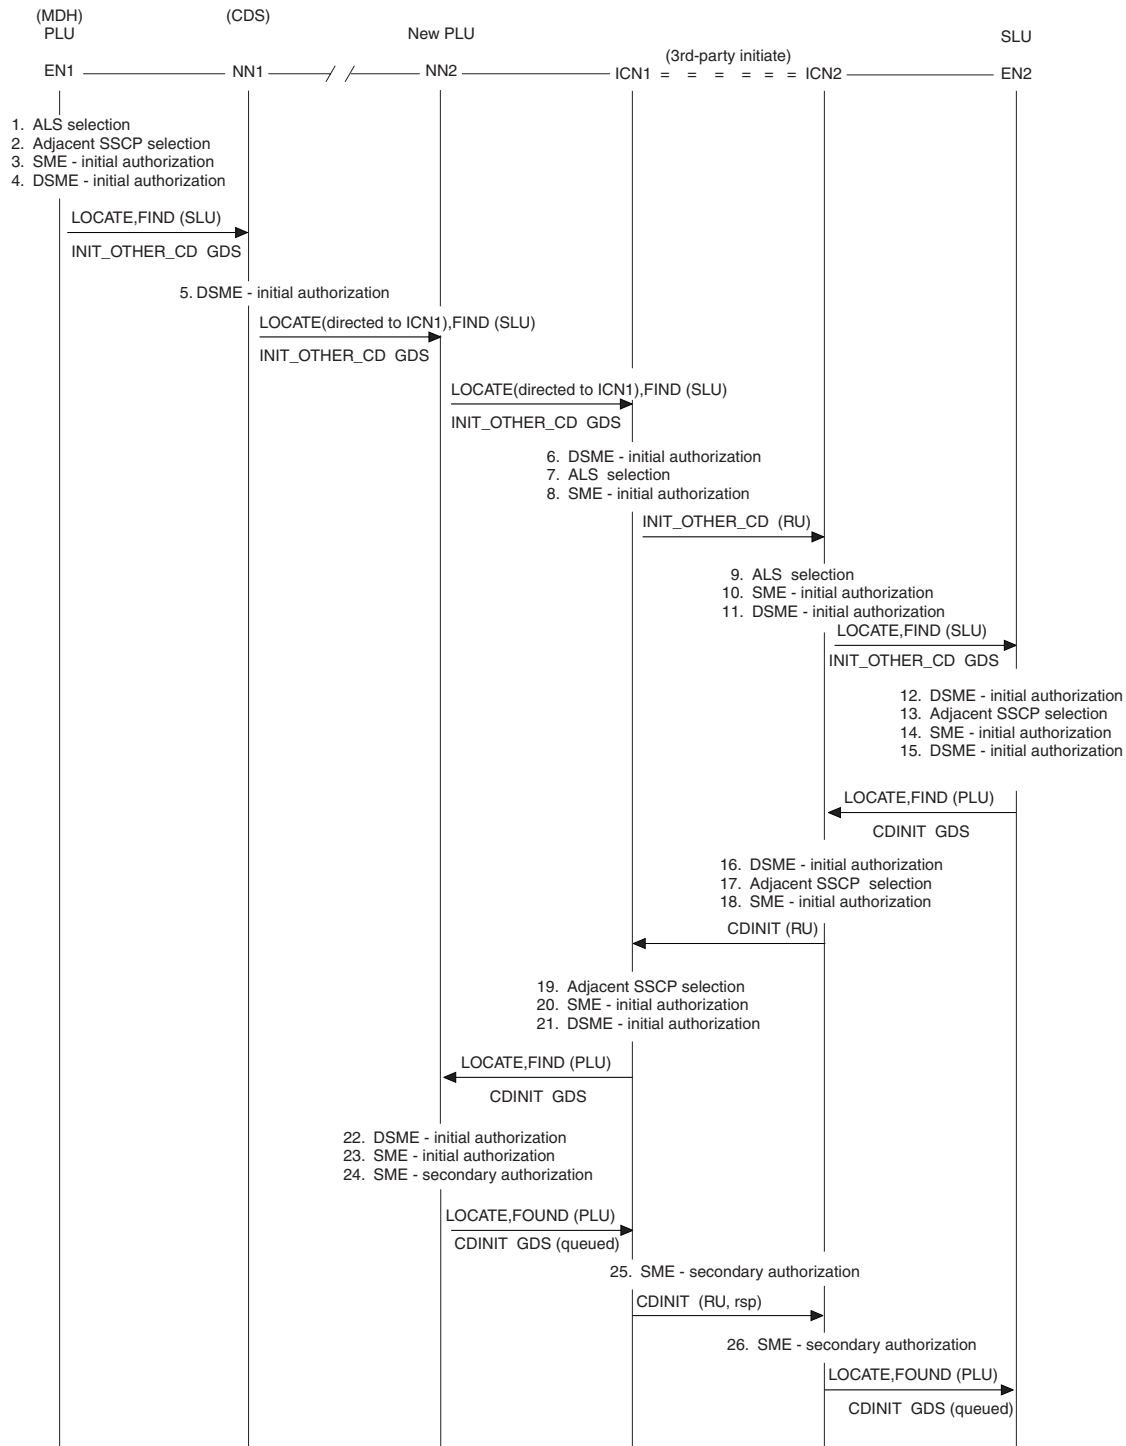 (MDH)
PLU
(CDS)
New PLU
SLU
(3rd-party initiate)
EN1
NN1
NN2
ICN1 = = = = = = ICN2
EN2
1. ALS selection
2. Adjacent SSCP selection
3. SME - initial authorization
4. DSME - initial authorization
LOCATE,FIND (SLU)
INIT_OTHER_CD GDS
5. DSME - initial authorization
LOCATE(directed to ICN1),FIND (SLU)
INIT_OTHER_CD GDS
LOCATE(directed to ICN1),FIND (SLU)
INIT_OTHER_CD GDS
6. DSME - initial authorization
7. ALS selection
8. SME - initial authorization
INIT_OTHER_CD (RU)
9. ALS selection
10. SME - initial authorization
11. DSME - initial authorization
LOCATE,FIND (SLU)
INIT_OTHER_CD GDS
12. DSME - initial authorization
13. Adjacent SSCP selection
14. SME - initial authorization
15. DSME - initial authorization
LOCATE,FIND (PLU)
CDINIT GDS
16. DSME - initial authorization
17. Adjacent SSCP selection
18. SME - initial authorization
CDINIT (RU)
19. Adjacent SSCP selection
20. SME - initial authorization
21. DSME - initial authorization
LOCATE,FIND (PLU)
CDINIT GDS
22. DSME - initial authorization
23. SME - initial authorization
24. SME - secondary authorization
LOCATE,FOUND (PLU)
CDINIT GDS (queued)
25. SME - secondary authorization
CDINIT (RU, rsp)
26. SME - secondary authorization
LOCATE,FOUND (PLU)
CDINIT GDS (queued)